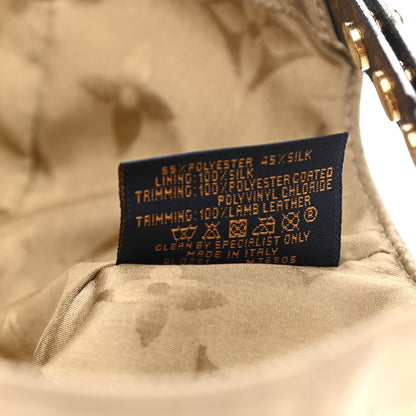 55%POLYESTER 45%SILK
LINING:100%SILK
TRIMMING:100%POLYESTER COATED
POLYVINYL CHLORIDE
TRIMMING:100%LAMB LEATHER
CLEAN BY SPECIALIST ONLY
MADE IN ITALY